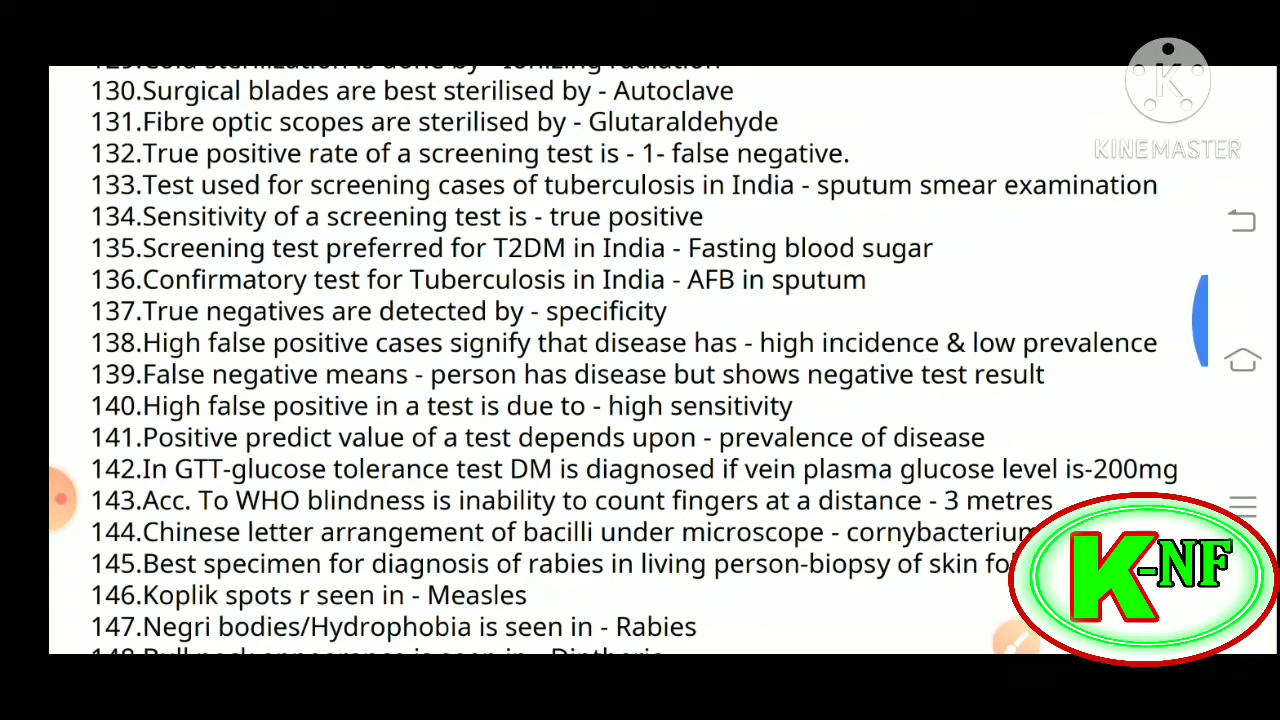 129.Cold sterilization is done by - Ionizing radiation
130.Surgical blades are best sterilised by - Autoclave
131.Fibre optic scopes are sterilised by - Glutaraldehyde
132.True positive rate of a screening test is - 1- false negative.
133.Test used for screening cases of tuberculosis in India - sputum smear examination
134.Sensitivity of a screening test is - true positive
135.Screening test preferred for T2DM in India - Fasting blood sugar
136.Confirmatory test for Tuberculosis in India - AFB in sputum
137.True negatives are detected by - specificity
138.High false positive cases signify that disease has - high incidence & low prevalence
139.False negative means - person has disease but shows negative test result
140.High false positive in a test is due to - high sensitivity
141.Positive predict value of a test depends upon - prevalence of disease
142.In GTT-glucose tolerance test DM is diagnosed if vein plasma glucose level is-200mg
143.Acc. To WHO blindness is inability to count fingers at a distance - 3 metres
144.Chinese letter arrangement of bacilli under microscope - cornybacterium
145.Best specimen for diagnosis of rabies in living person-biopsy of skin
146.Koplik spots r seen in - Measles
147.Negri bodies/Hydrophobia is seen in - Rabies
K
KINEMASTER
K-NF